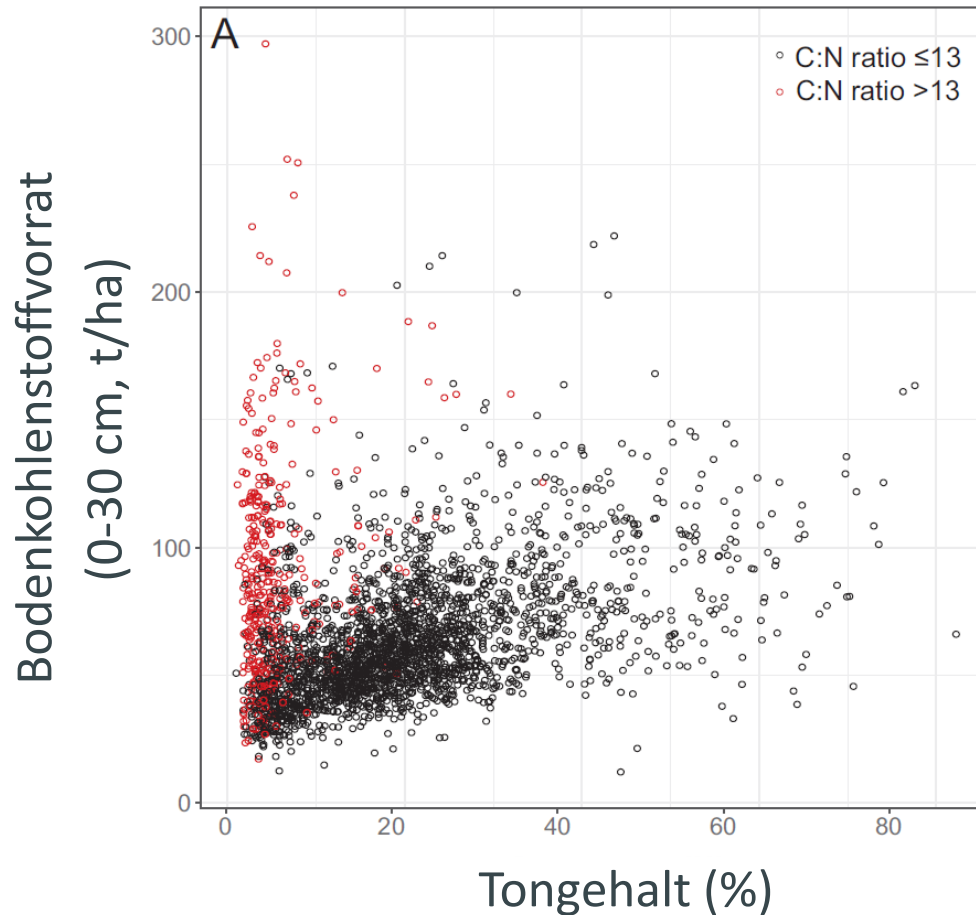 A
C:N ratio ≤13
C:N ratio >13
300
200
100
0
Bodenkohlenstoffvorrat
(0-30 cm, t/ha)
0 20 40 60 80
Tongehalt (%)